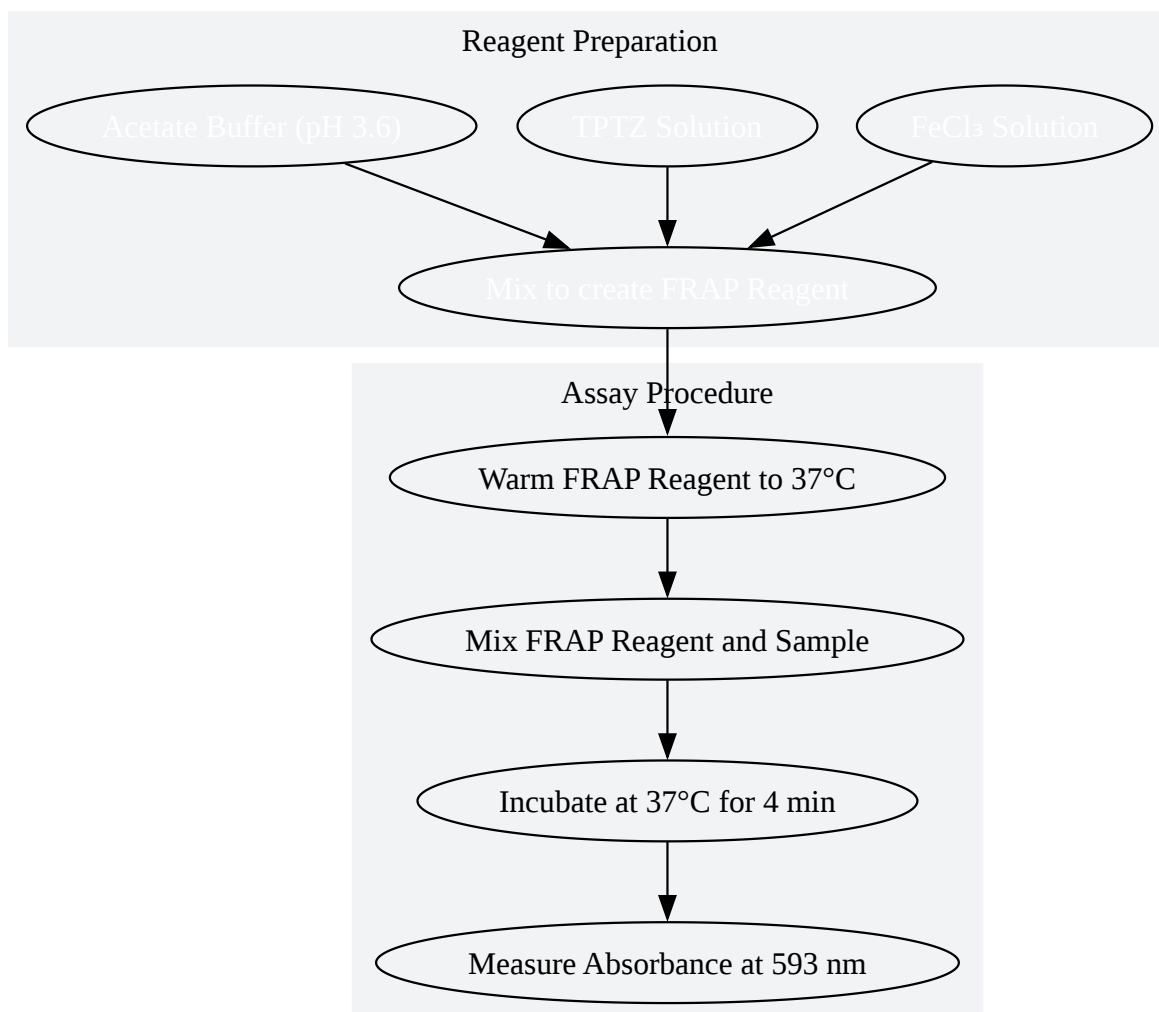 Reagent Preparation
Acetate Buffer (pH 3.6)
TPTZ Solution
FeCl₃ Solution
Mix to create FRAP Reagent
Assay Procedure
Warm FRAP Reagent to 37°C
Mix FRAP Reagent and Sample
Incubate at 37°C for 4 min
Measure Absorbance at 593 nm